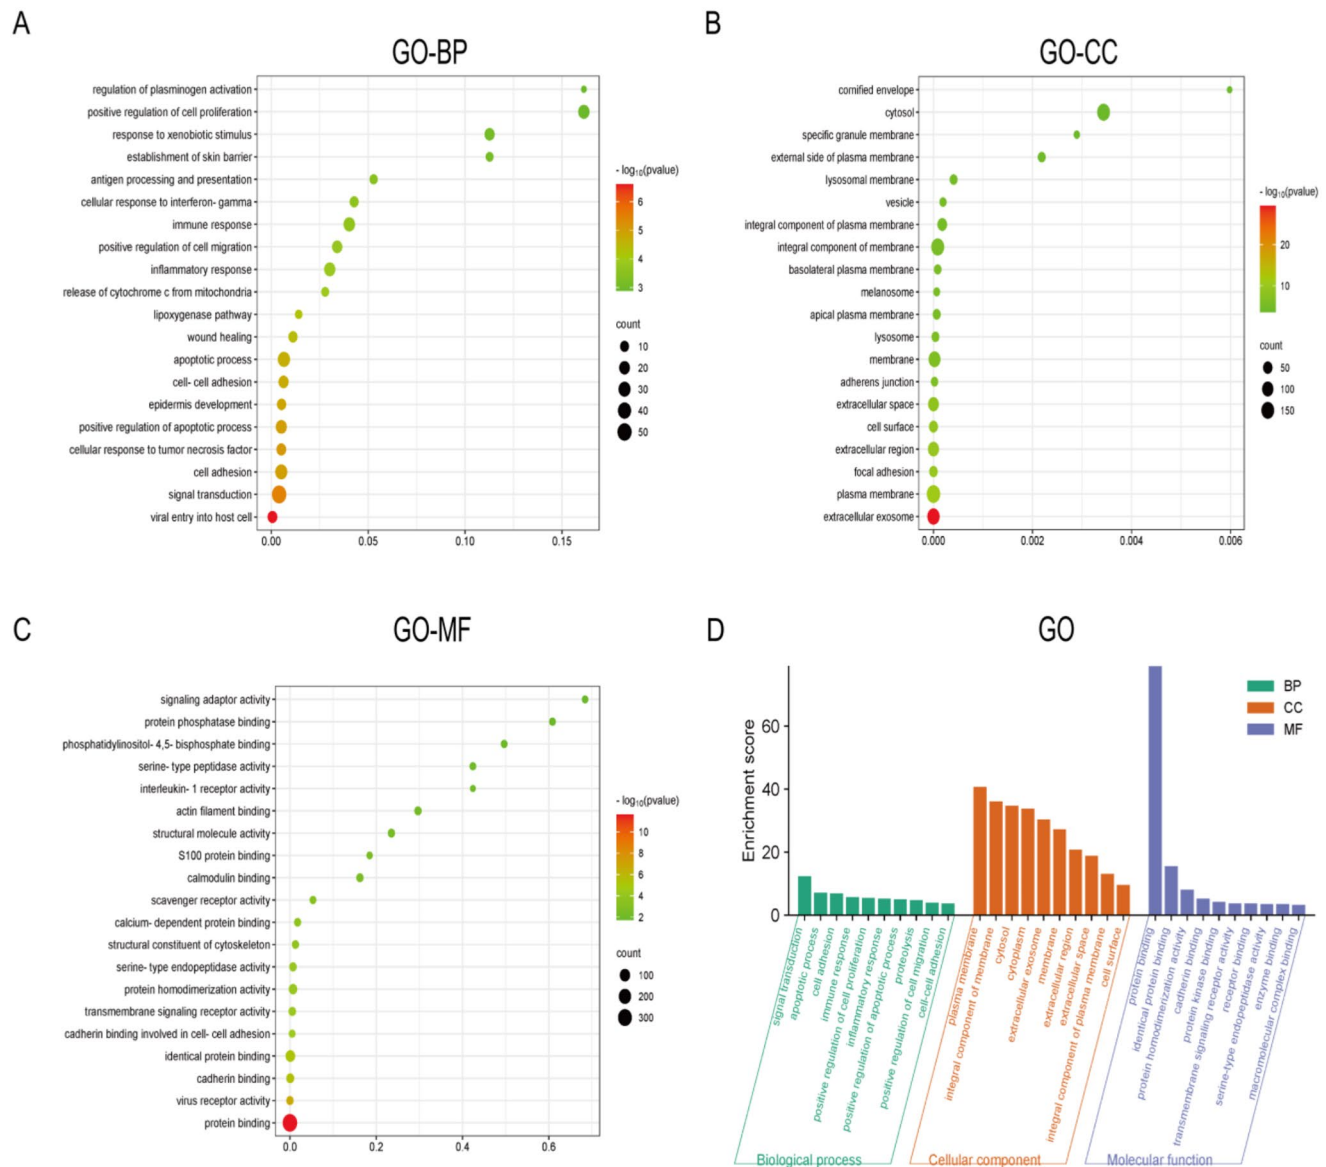 A
GO-BP
regulation of plasminogen activation
positive regulation of cell proliferation
response to xenobiotic stimulus
establishment of skin barrier
antigen processing and presentation
cellular response to interferon- gamma
immune response
positive regulation of cell migration
inflammatory response
release of cytochrome c from mitochondria
lipoxygenase pathway
wound healing
apoptotic process
cell- cell adhesion
epidermis development
positive regulation of apoptotic process
cellular response to tumor necrosis factor
cell adhesion
signal transduction
viral entry into host cell
0.00 0.05 0.10 0.15
- log10(pvalue)
6
5
4
3
count
10
20
30
40
50
B
GO-CC
cornified envelope
cytosol
specific granule membrane
external side of plasma membrane
lysosomal membrane
vesicle
integral component of plasma membrane
integral component of membrane
basolateral plasma membrane
melanosome
apical plasma membrane
lysosome
membrane
adherens junction
extracellular space
cell surface
extracellular region
focal adhesion
plasma membrane
extracellular exosome
0.000 0.002 0.004 0.006
- log10(pvalue)
20
10
count
50
100
150
C
GO-MF
signaling adaptor activity
protein phosphatase binding
phosphatidylinositol- 4,5- bisphosphate binding
serine- type peptidase activity
interleukin- 1 receptor activity
actin filament binding
structural molecule activity
S100 protein binding
calmodulin binding
scavenger receptor activity
calcium- dependent protein binding
structural constituent of cytoskeleton
serine- type endopeptidase activity
protein homodimerization activity
transmembrane signaling receptor activity
cadherin binding involved in cell- cell adhesion
identical protein binding
cadherin binding
virus receptor activity
protein binding
0.0 0.2 0.4 0.6
- log10(pvalue)
10
8
6
4
2
count
100
200
300
D
GO
Enrichment score
60
40
20
0
BP
CC
MF
signal transduction
apoptotic process
cell adhesion
immune response
positive regulation of cell proliferation
inflammatory response
positive regulation of apoptotic process
proteolysis
positive regulation of cell migration
cell-cell adhesion
plasma membrane
integral component of membrane
cytosol
cytoplasm
extracellular exosome
membrane
extracellular region
extracellular space
integral component of plasma membrane
cell surface
protein binding
identical protein binding
protein homodimerization activity
cadherin binding
protein kinase binding
transmembrane signaling receptor activity
receptor binding
serine-type endopeptidase activity
enzyme binding
macromolecular complex binding
Biological process
Cellular component
Molecular function